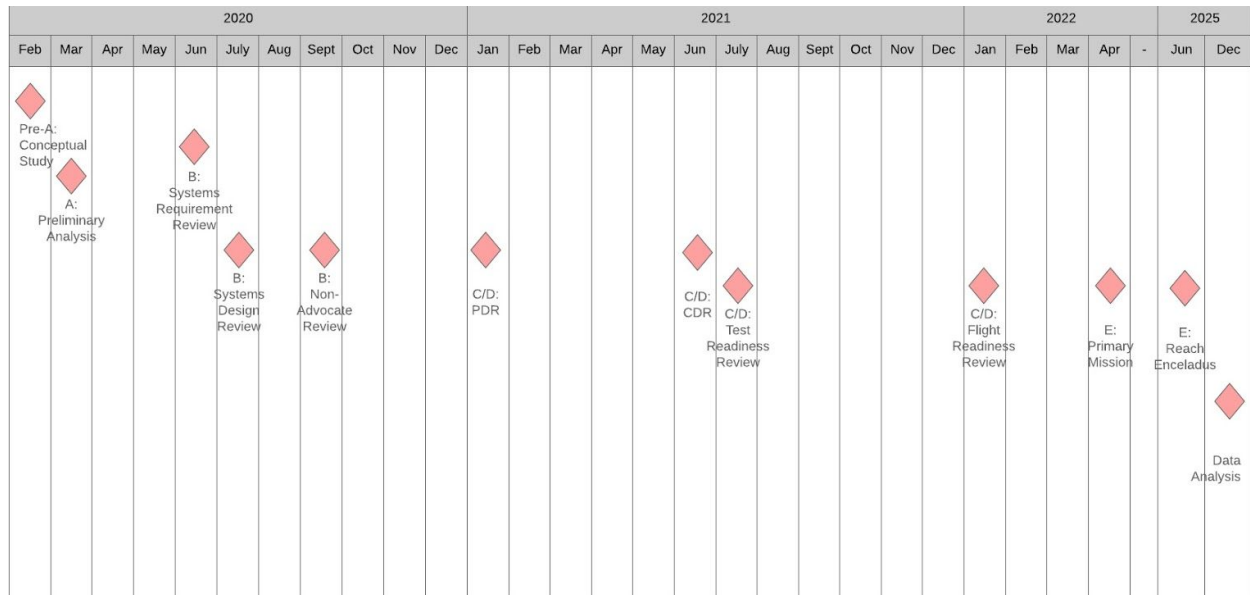 2020 2021 2022 2025
Feb Mar Apr May Jun July Aug Sept Oct Nov Dec Jan Feb Mar Apr May Jun July Aug Sept Oct Nov Dec Jan Feb Mar Apr - Jun Dec
Pre-A:
Conceptual
Study
A:
Preliminary
Analysis
B:
Systems
Requirement
Review
B:
Systems
Design
Review
B:
Non-
Advocate
Review
C/D:
PDR
C/D:
CDR
C/D:
Test
Readiness
Review
C/D:
Flight
Readiness
Review
E:
Primary
Mission
E:
Reach
Enceladus
Data
Analysis